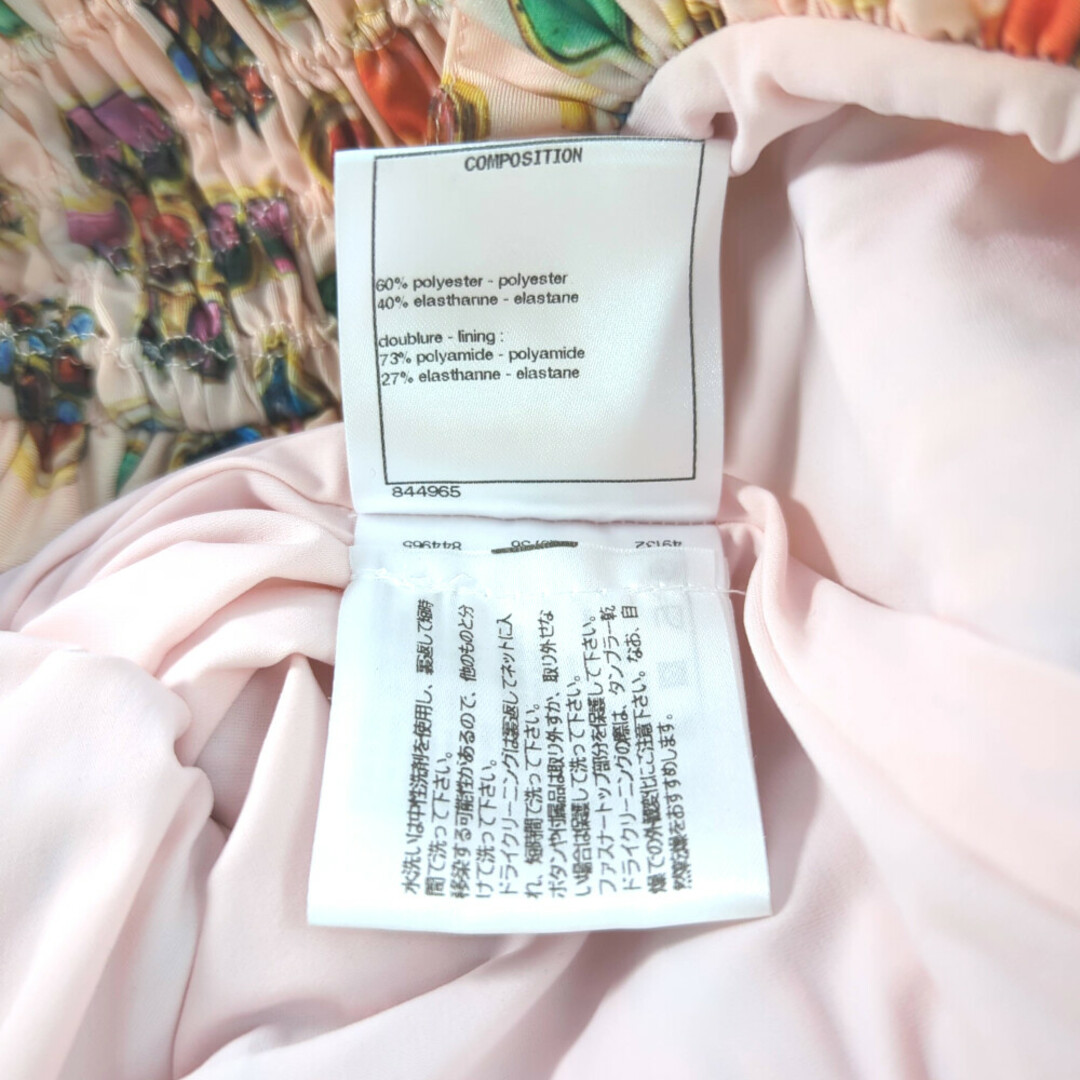 COMPOSITION
60% polyester - polyester
40% elasthanne - elastane
doublure - lining :
73% polyamide - polyamide
27% elasthanne - elastane
844965
844965 49132
水洗いは中性洗剤を使用し、裏返して短時
間で洗って下さい。
移染する可能性があるので、他のものと分
けて洗って下さい。
ドライクリーニングは裏返してネットに入
れ、短時間で洗って下さい。
ボタンや付属品は取り外すか、取り外せな
い場合は保護して洗って下さい。
ファスナートップ部分を保護して下さい。
ドライクリーニングの際は、タンブラー乾
燥での外観変化にご注意下さい。なお、自
然乾燥をおすすめします。